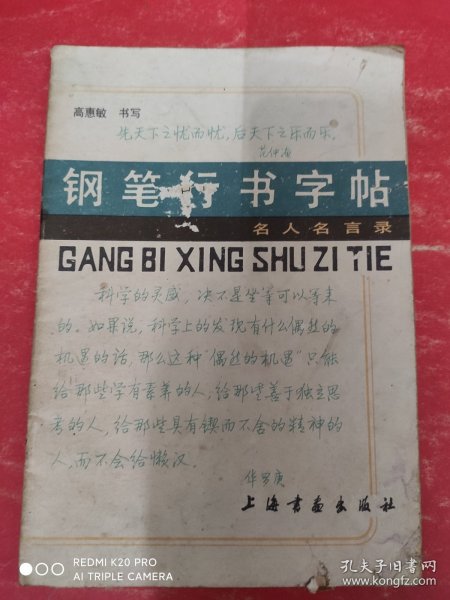 高惠敏 书写
先天下之忧而忧，后天下之乐而乐。
范仲淹
钢笔行书字帖
名人名言录
GANG BI XING SHU ZI TIE
科学的灵感，决不是坐等可以等来
的。如果说，科学上的发现有什么偶然的
机遇的话，那么这种“偶然的机遇”只能
给那些学有素养的人，给那些善于独立思
考的人，给那些具有锲而不舍的精神的
人，而不会给懒汉。
华罗庚
上海书画出版社
REDMI K20 PRO
AI TRIPLE CAMERA
孔夫子旧书网
www.kongfz.com